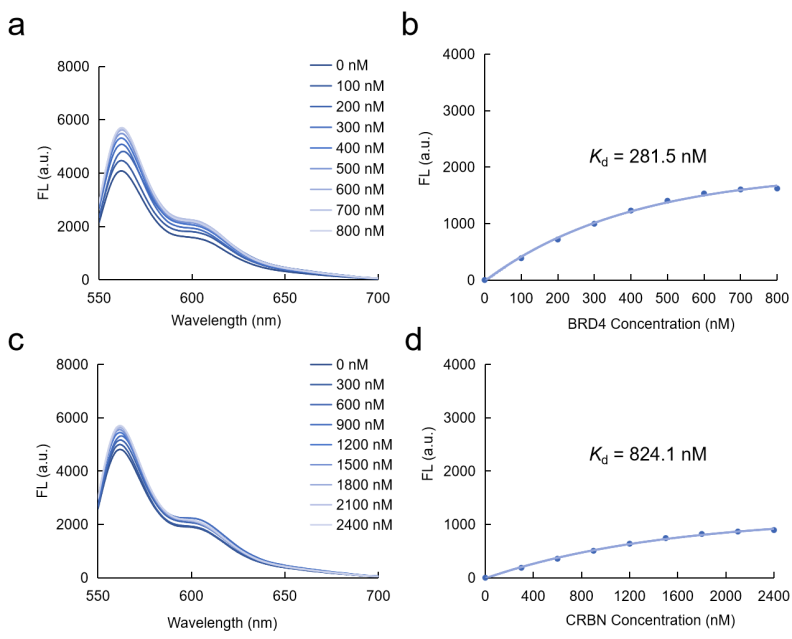 a
8000
6000
4000
2000
0
FL (a.u.)
550
600
650
700
Wavelength (nm)
0 nM
100 nM
200 nM
300 nM
400 nM
500 nM
600 nM
700 nM
800 nM
b
4000
3000
2000
1000
0
FL (a.u.)
Kd = 281.5 nM
0
100
200
300
400
500
600
700
800
BRD4 Concentration (nM)
c
8000
6000
4000
2000
0
FL (a.u.)
550
600
650
700
Wavelength (nm)
0 nM
300 nM
600 nM
900 nM
1200 nM
1500 nM
1800 nM
2100 nM
2400 nM
d
4000
3000
2000
1000
0
FL (a.u.)
Kd = 824.1 nM
0
400
800
1200
1600
2000
2400
CRBN Concentration (nM)